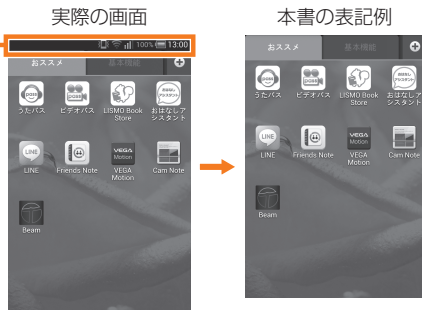 実際の画面
100% 13:00
おススメ 基本機能
うたパス ビデオパス LISMO Book Store おはなしアシスタント
LINE Friends Note VEGA Motion Cam Note
Beam
本書の表記例
おススメ 基本機能
うたパス ビデオパス LISMO Book Store おはなしアシスタント
LINE Friends Note VEGA Motion Cam Note
Beam